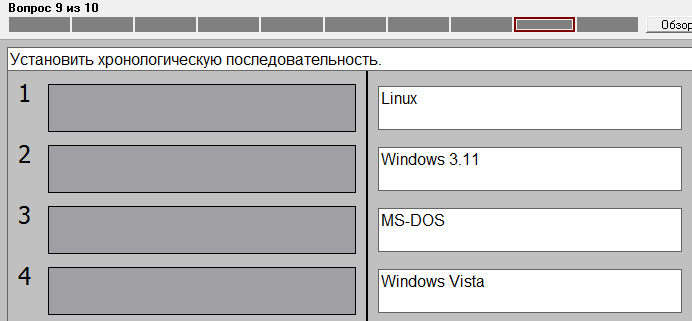 Вопрос 9 из 10
Обзор
Установить хронологическую последовательность.
1
Linux
2
Windows 3.11
3
MS-DOS
4
Windows Vista